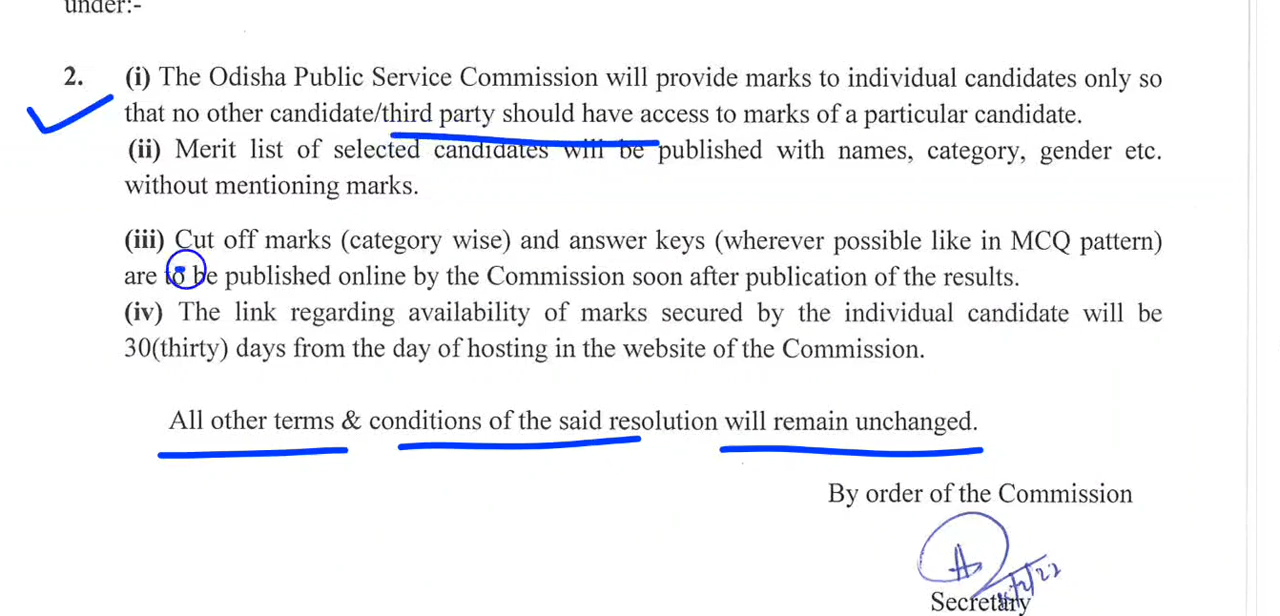 under:-
2. (i) The Odisha Public Service Commission will provide marks to individual candidates only so
that no other candidate/third party should have access to marks of a particular candidate.
(ii) Merit list of selected candidates will be published with names, category, gender etc.
without mentioning marks.
(iii) Cut off marks (category wise) and answer keys (wherever possible like in MCQ pattern)
are to be published online by the Commission soon after publication of the results.
(iv) The link regarding availability of marks secured by the individual candidate will be
30(thirty) days from the day of hosting in the website of the Commission.
All other terms & conditions of the said resolution will remain unchanged.
By order of the Commission
Secretary